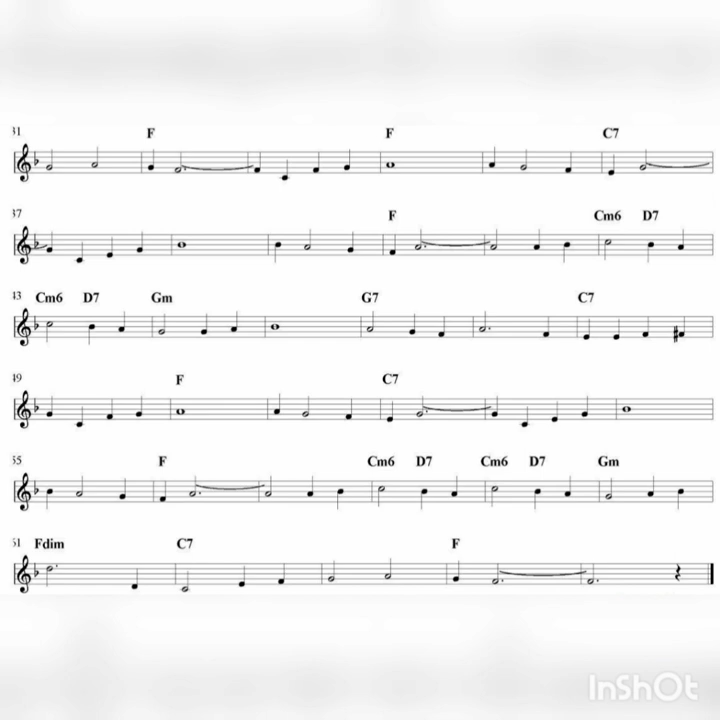 31 F F C7
37 F Cm6 D7
43 Cm6 D7 Gm G7 C7
49 F C7
55 F Cm6 D7 Cm6 D7 Gm
61 Fdim C7 F
InShOt